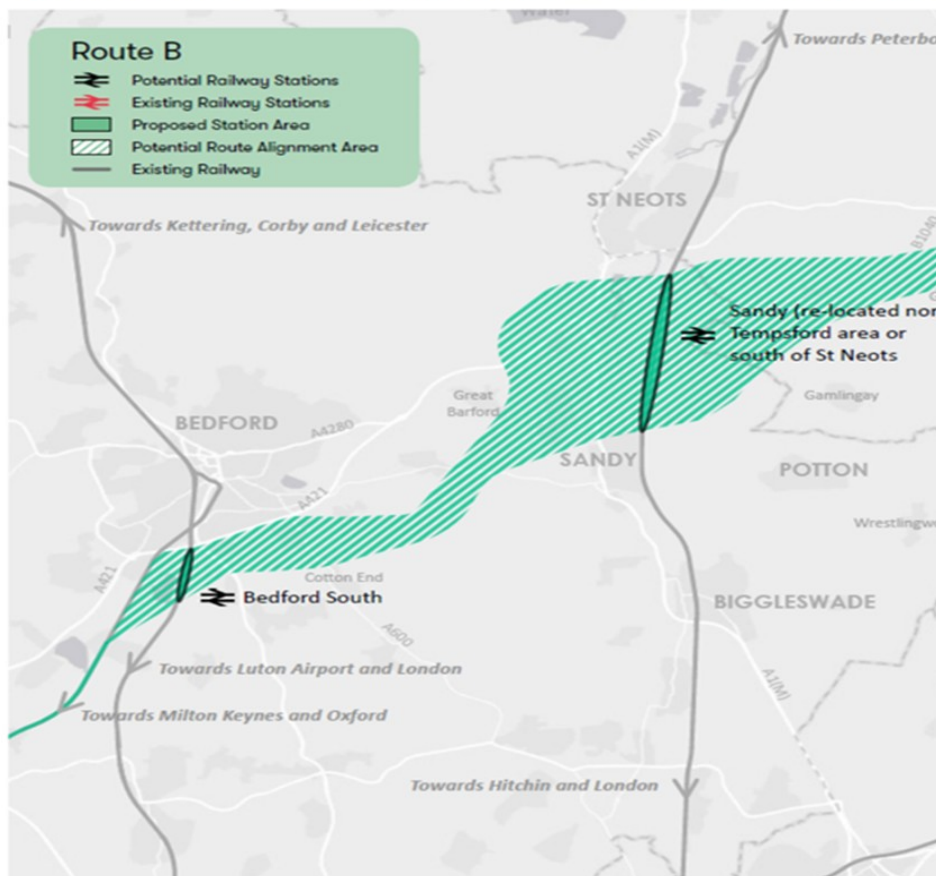 Route B
Potential Railway Stations
Existing Railway Stations
Proposed Station Area
Potential Route Alignment Area
Existing Railway
Towards Peterbo
A1(M)
ST NEOTS
Towards Kettering, Corby and Leicester
B1040
Sandy (re-located nor
Tempsford area or
south of St Neots
Great
Barford
Gamlingay
BEDFORD
A4280
SANDY
POTTON
A421
Wrestlingw
A421
Cotton End
Bedford South
BIGGLESWADE
A600
Towards Luton Airport and London
A1(M)
Towards Milton Keynes and Oxford
Towards Hitchin and London